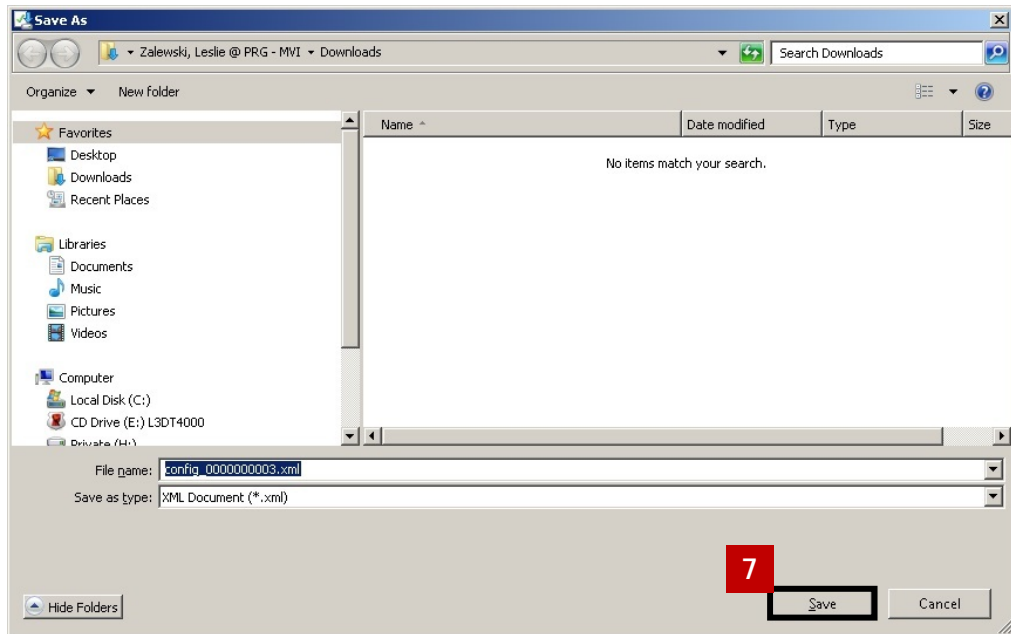 Save As
Zalewski, Leslie @ PRG - MVI Downloads
Search Downloads
Organize New folder
Favorites
Desktop
Downloads
Recent Places
Libraries
Documents
Music
Pictures
Videos
Computer
Local Disk (C:)
CD Drive (E:) L3DT4000
Private (H:)
Name Date modified Type Size
No items match your search.
File name: config_0000000003.xml
Save as type: XML Document (*.xml)
7
Hide Folders
Save Cancel